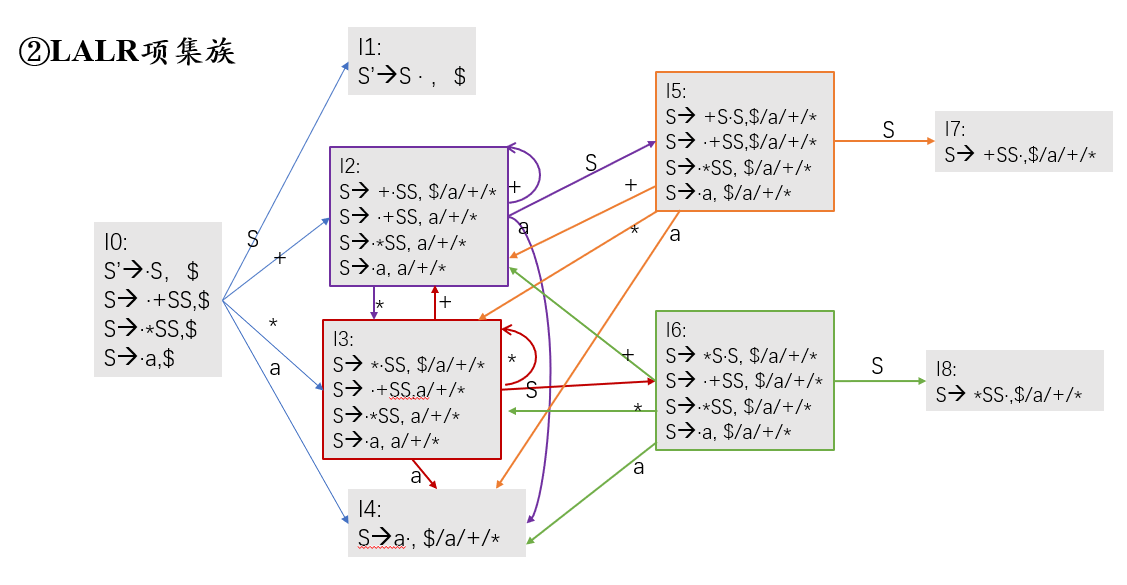 ②LALR项集族
I1:
S’→S · , $
I0:
S’→·S, $
S→ ·+SS,$
S→·*SS,$
S→·a,$
I2:
S→ +·SS, $/a/+/*
S→ ·+SS, a/+/*
S→·*SS, a/+/*
S→·a, a/+/*
I3:
S→ *·SS, $/a/+/*
S→ ·+SS.a/+/*
S→·*SS, a/+/*
S→·a, a/+/*
I4:
S→a·, $/a/+/*
I5:
S→ +S·S,$/a/+/*
S→ ·+SS,$/a/+/*
S→·*SS, $/a/+/*
S→·a, $/a/+/*
I6:
S→ *S·S, $/a/+/*
S→ ·+SS, $/a/+/*
S→·*SS, $/a/+/*
S→·a, $/a/+/*
I7:
S→ +SS·,$/a/+/*
I8:
S→ *SS·,$/a/+/*
S
+
*
a
+
S
a
*
+
*
S
a
+
*
a
S
+
*
a
S